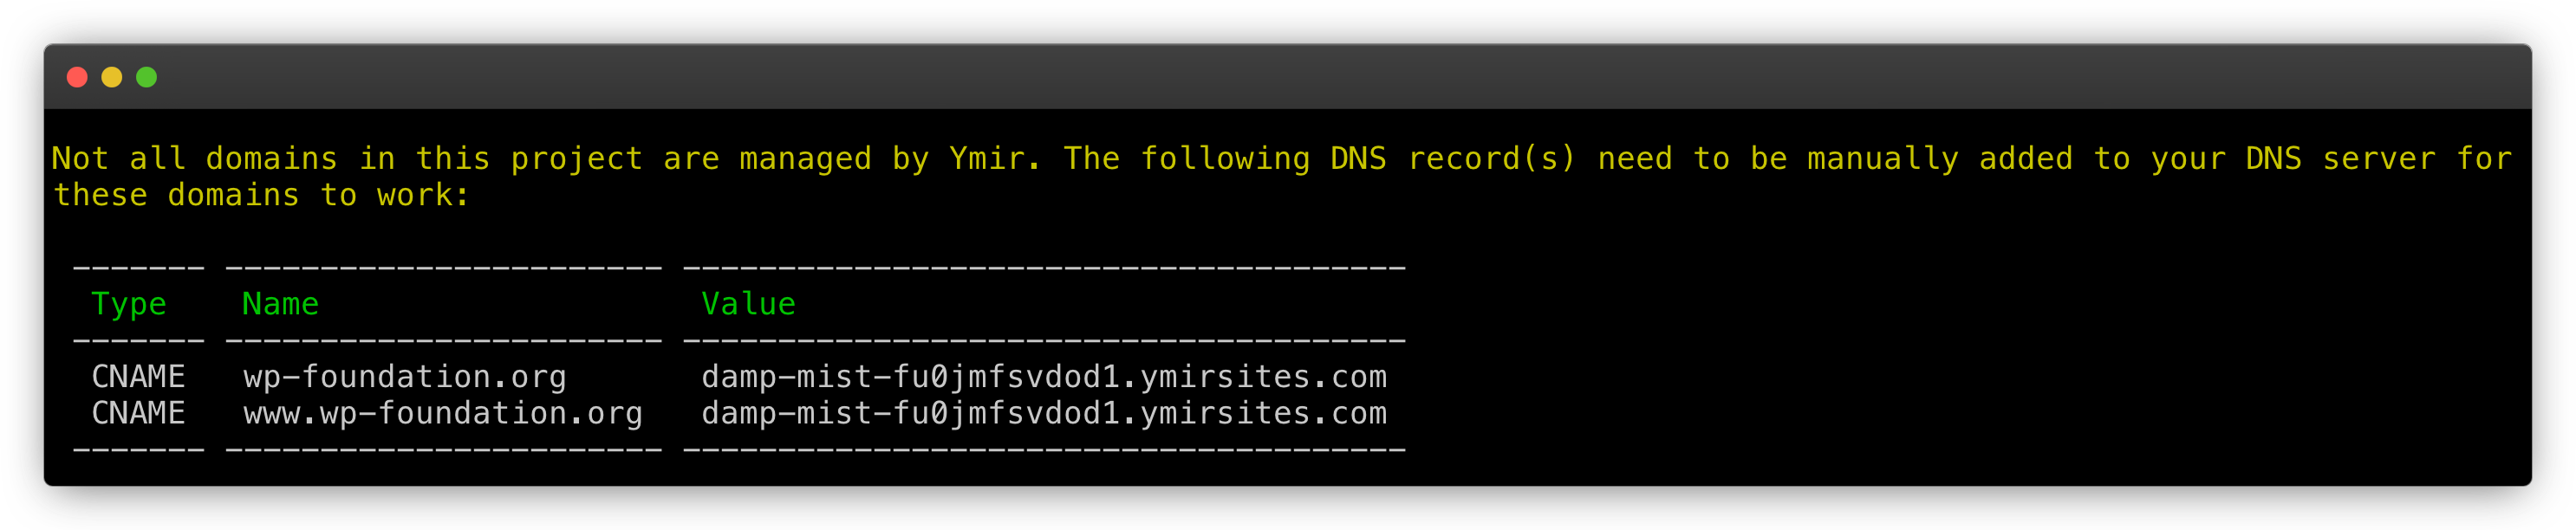 Not all domains in this project are managed by Ymir. The following DNS record(s) need to be manually added to your DNS server for
these domains to work:
------- ----------------------- --------------------------------------
Type Name Value
------- ----------------------- --------------------------------------
CNAME wp-foundation.org damp-mist-fu0jmfsvdod1.ymirsites.com
CNAME www.wp-foundation.org damp-mist-fu0jmfsvdod1.ymirsites.com
------- ----------------------- --------------------------------------